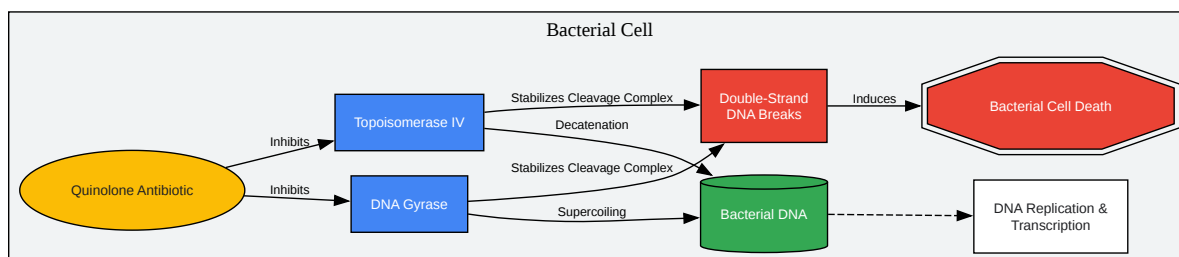 Bacterial Cell
Quinolone Antibiotic
Inhibits
Inhibits
Topoisomerase IV
DNA Gyrase
Stabilizes Cleavage Complex
Decatenation
Stabilizes Cleavage Complex
Supercoiling
Double-Strand
DNA Breaks
Bacterial DNA
Induces
Bacterial Cell Death
DNA Replication &
Transcription